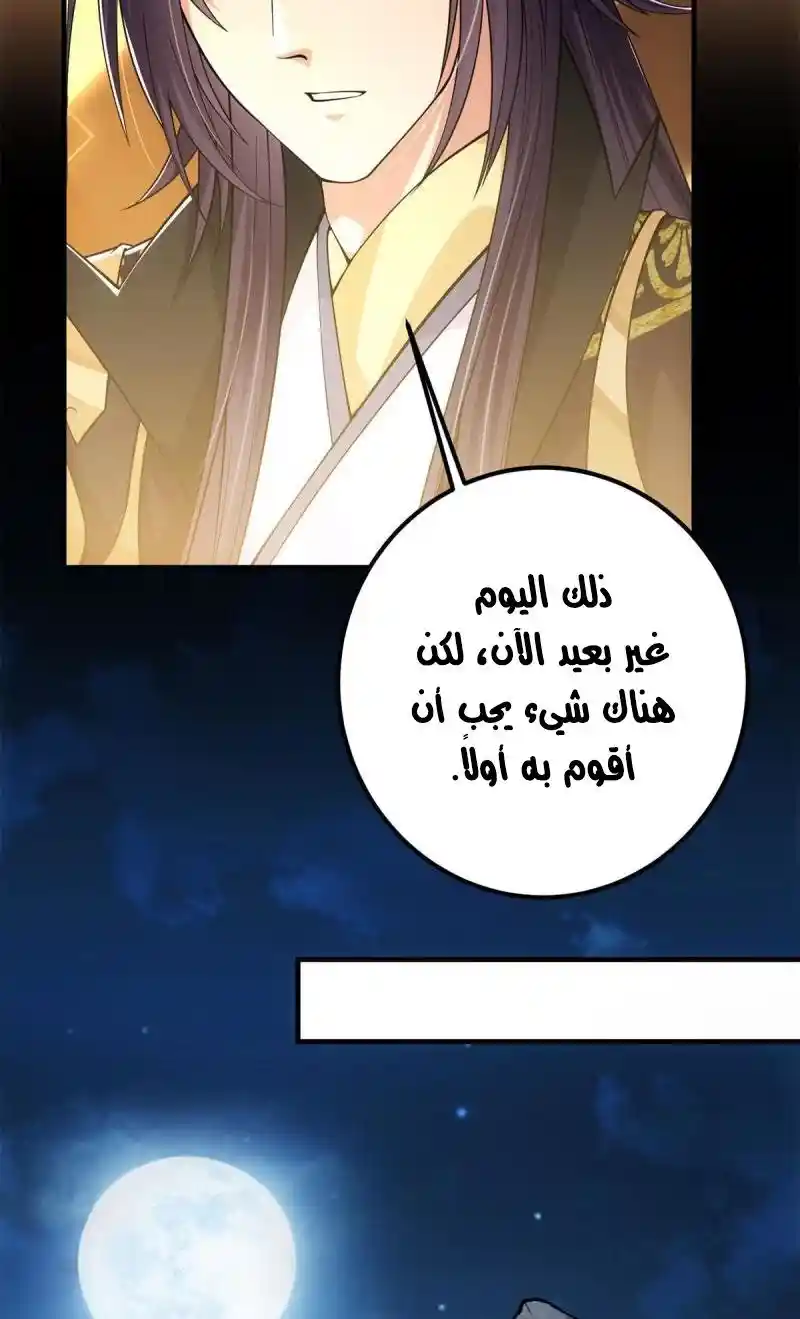 ذلك اليوم
غير بعيد الآن، لكن
هناك شيء يجب أن
أقوم به أولاً.